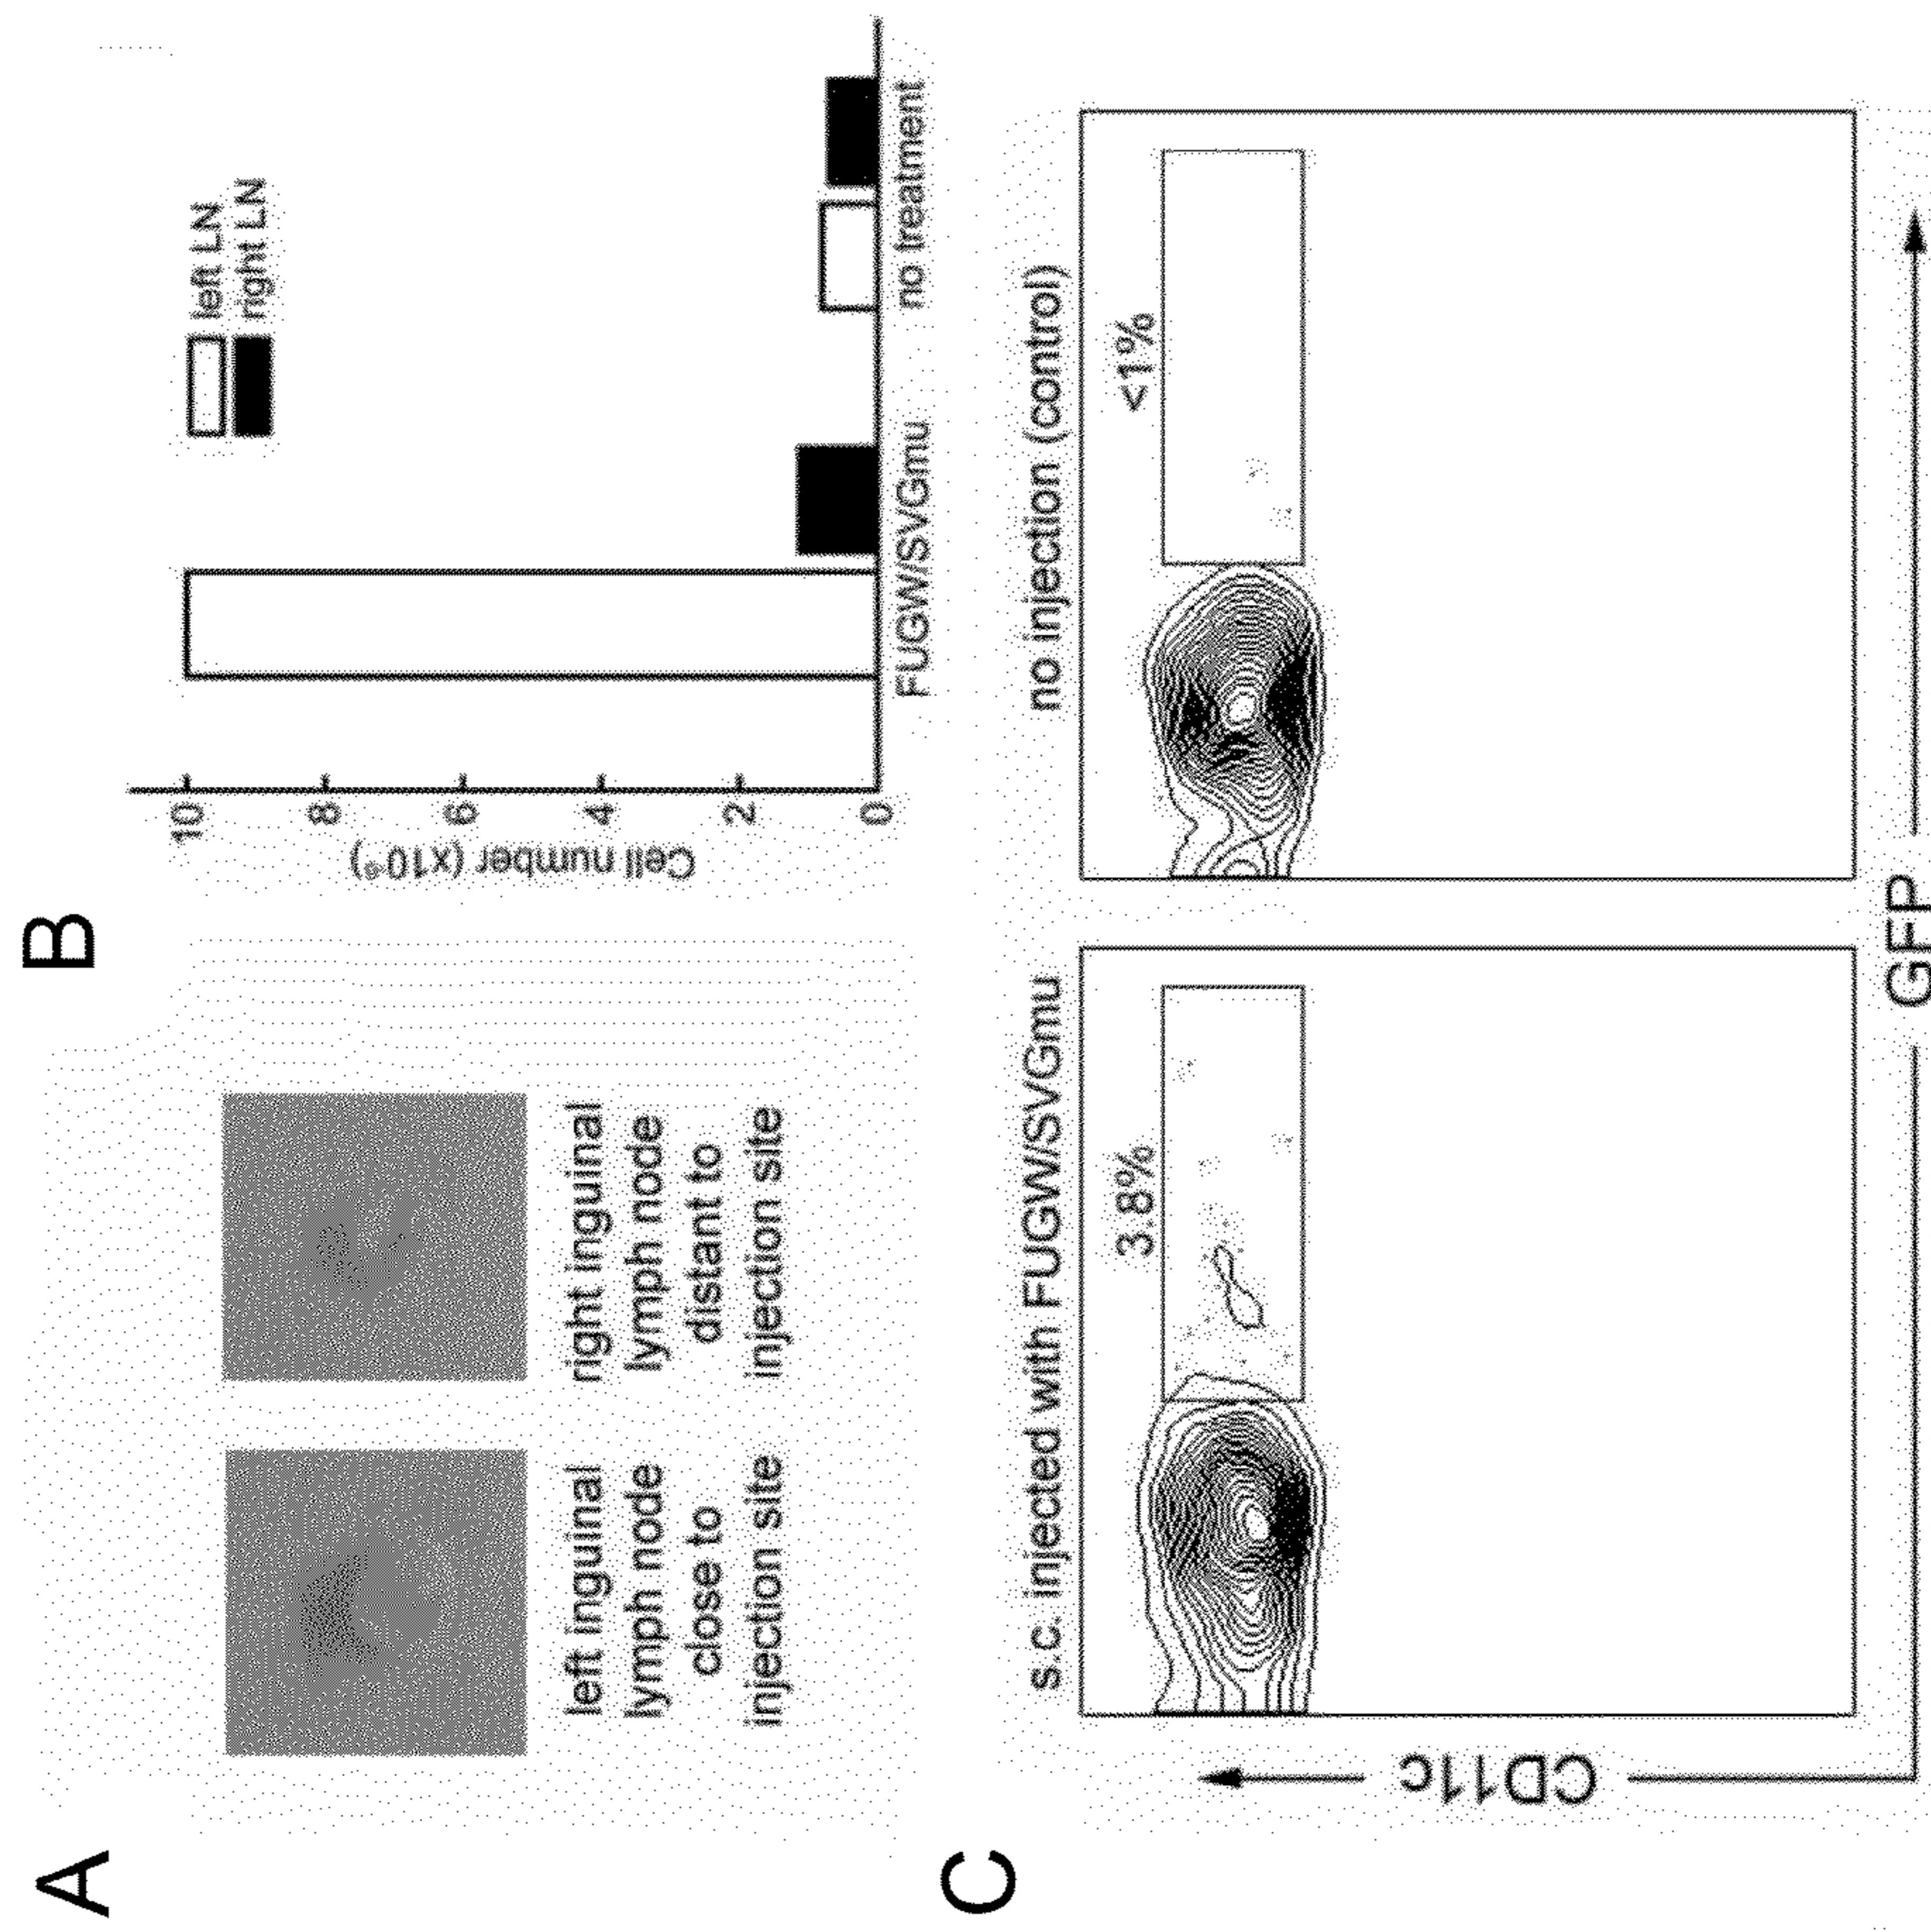 A
left inguinal
lymph node
close to
injection site
right inguinal
lymph node
distant to
injection site
B
Cell number (x10⁻⁶)
10
8
6
4
2
0
left LN
right LN
FUGW/SVGmu
no treatment
C
s.c. injected with FUGW/SVGmu
3.8%
no injection (control)
<1%
CD11c
GFP